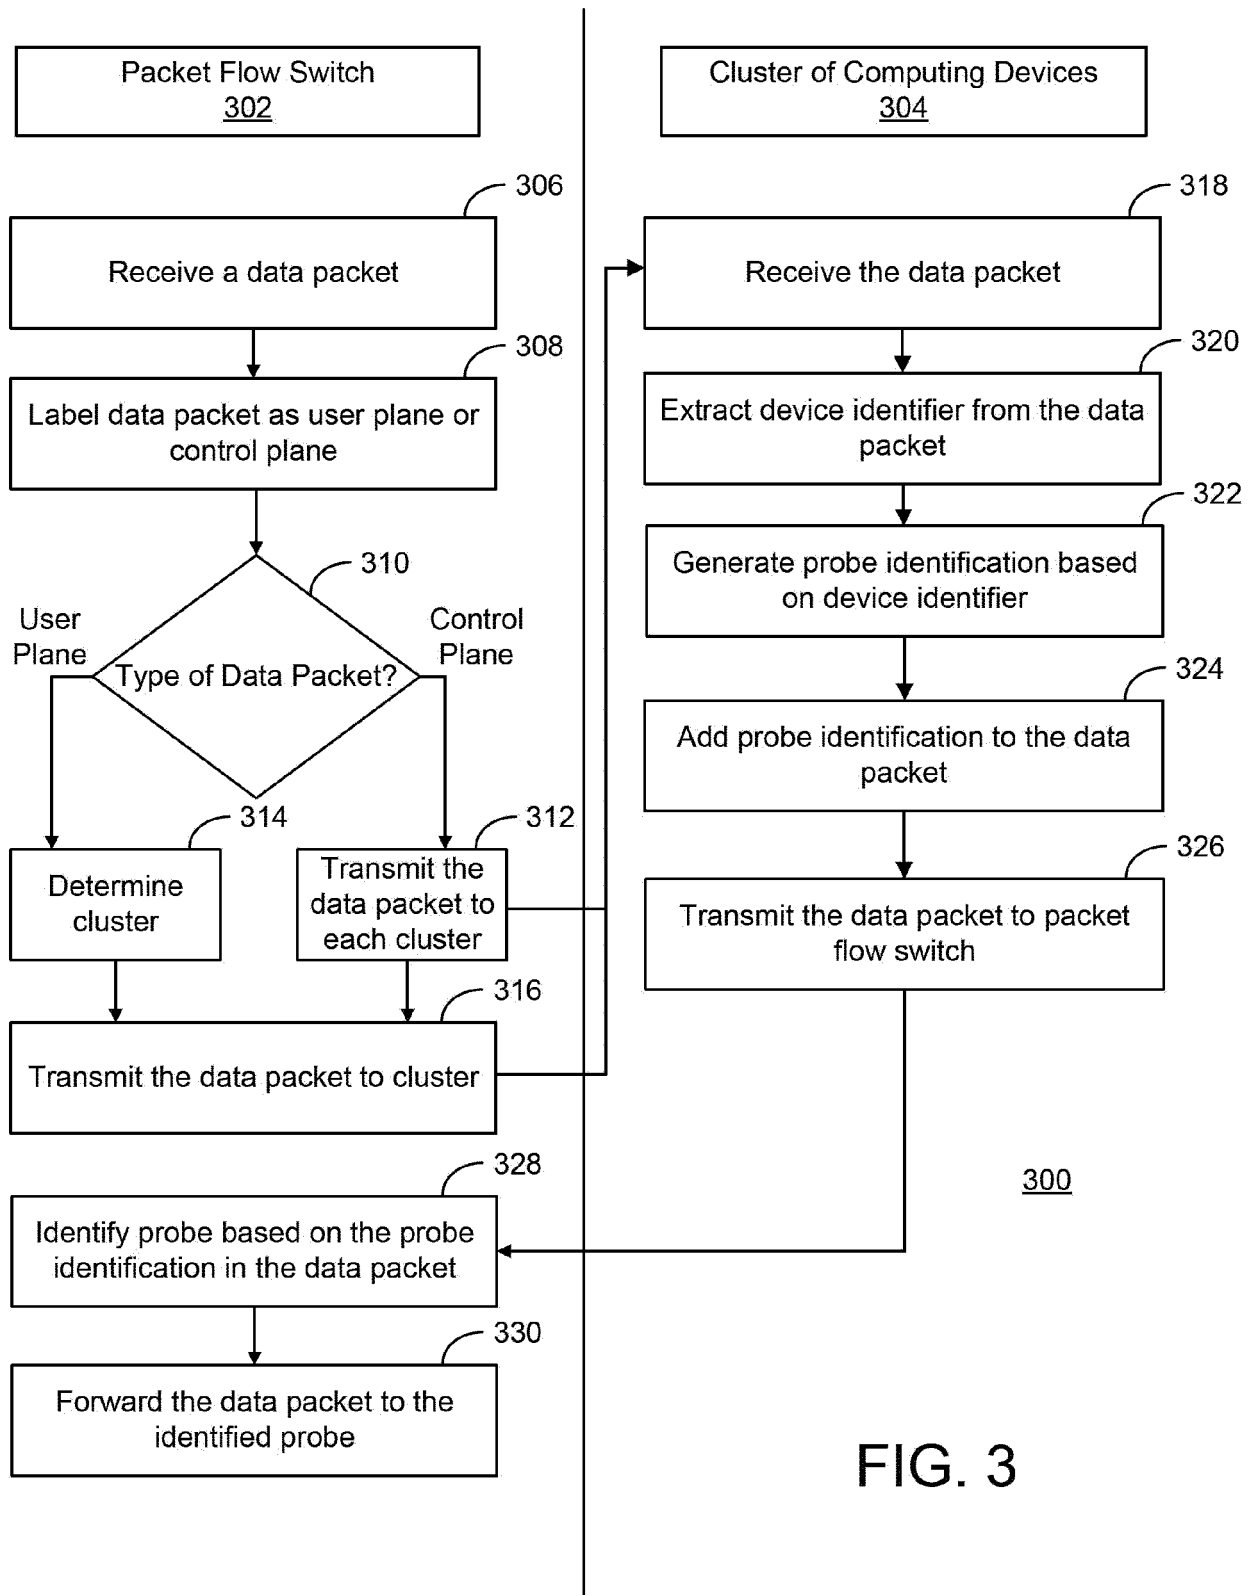 Packet Flow Switch
302
306
Receive a data packet
308
Label data packet as user plane or
control plane
310
User
Plane
Control
Plane
Type of Data Packet?
314
312
Determine
cluster
Transmit the
data packet to
each cluster
316
Transmit the data packet to cluster
328
Identify probe based on the probe
identification in the data packet
330
Forward the data packet to the
identified probe
Cluster of Computing Devices
304
318
Receive the data packet
320
Extract device identifier from the data
packet
322
Generate probe identification based
on device identifier
324
Add probe identification to the data
packet
326
Transmit the data packet to packet
flow switch
300
FIG. 3